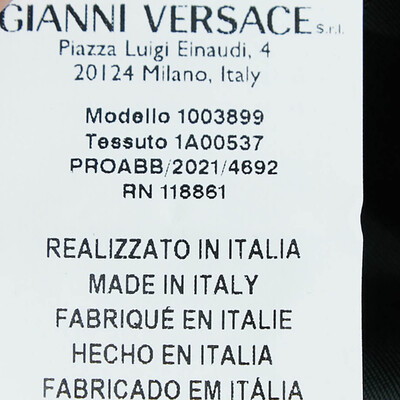 GIANNI VERSACE S.r.l.
Piazza Luigi Einaudi, 4
20124 Milano, Italy
Modello 1003899
Tessuto 1A00537
PROABB/2021/4692
RN 118861
REALIZZATO IN ITALIA
MADE IN ITALY
FABRIQUÉ EN ITALIE
HECHO EN ITALIA
FABRICADO EM ITÁLIA